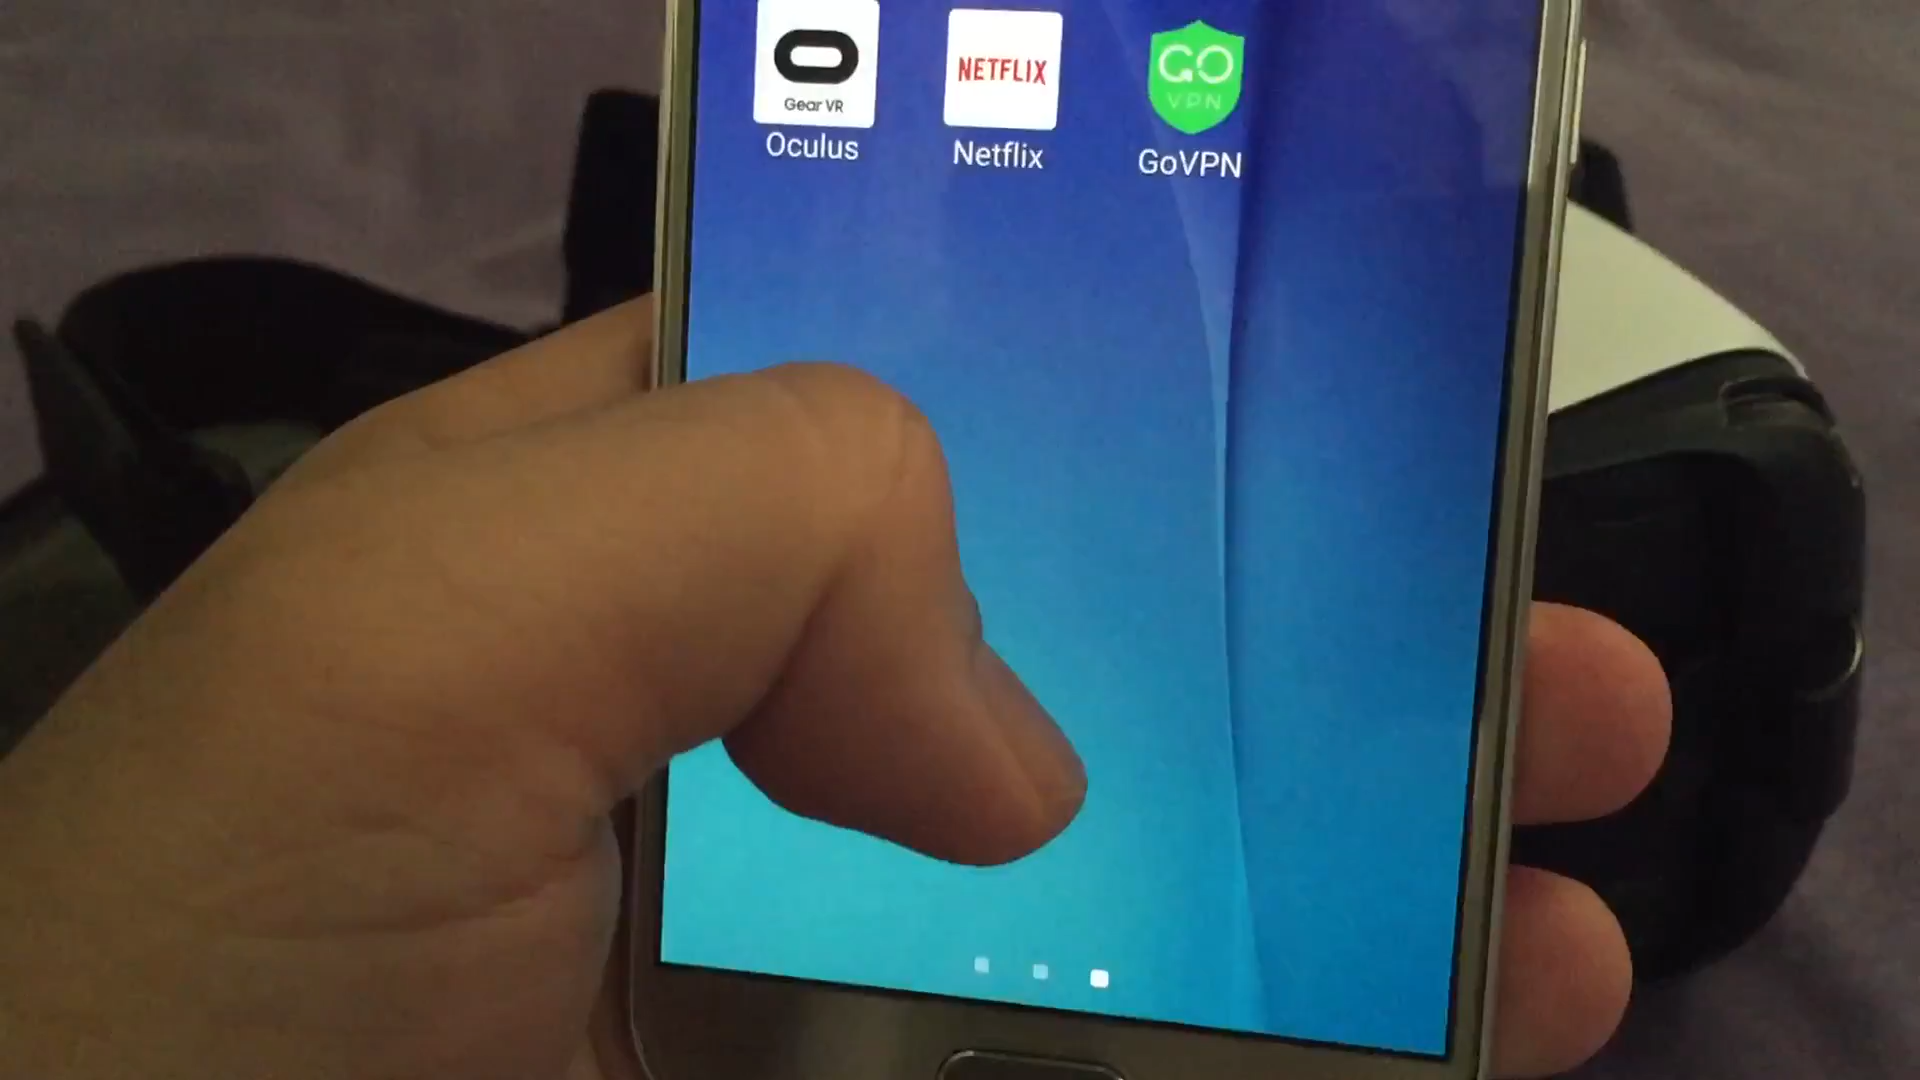 Gear VR
NETFLIX
GO
VPN
Oculus
Netflix
GoVPN